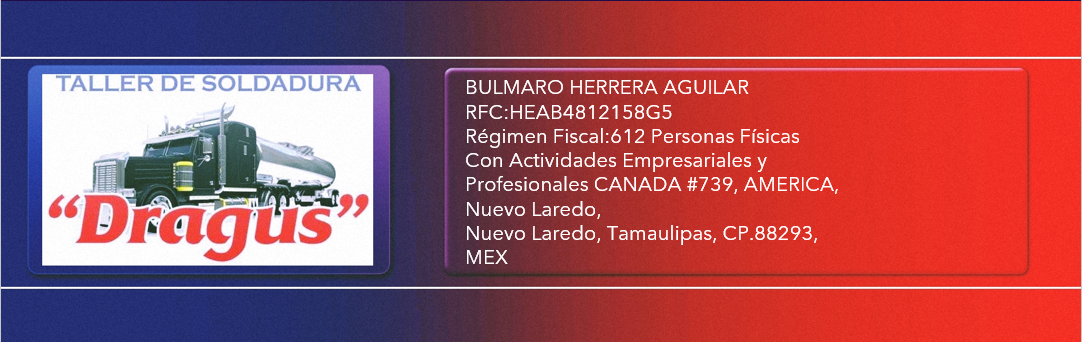 TALLER DE SOLDADURA
“Dragus”
BULMARO HERRERA AGUILAR
RFC:HEAB4812158G5
Régimen Fiscal:612 Personas Físicas
Con Actividades Empresariales y
Profesionales CANADA #739, AMERICA,
Nuevo Laredo,
Nuevo Laredo, Tamaulipas, CP.88293,
MEX